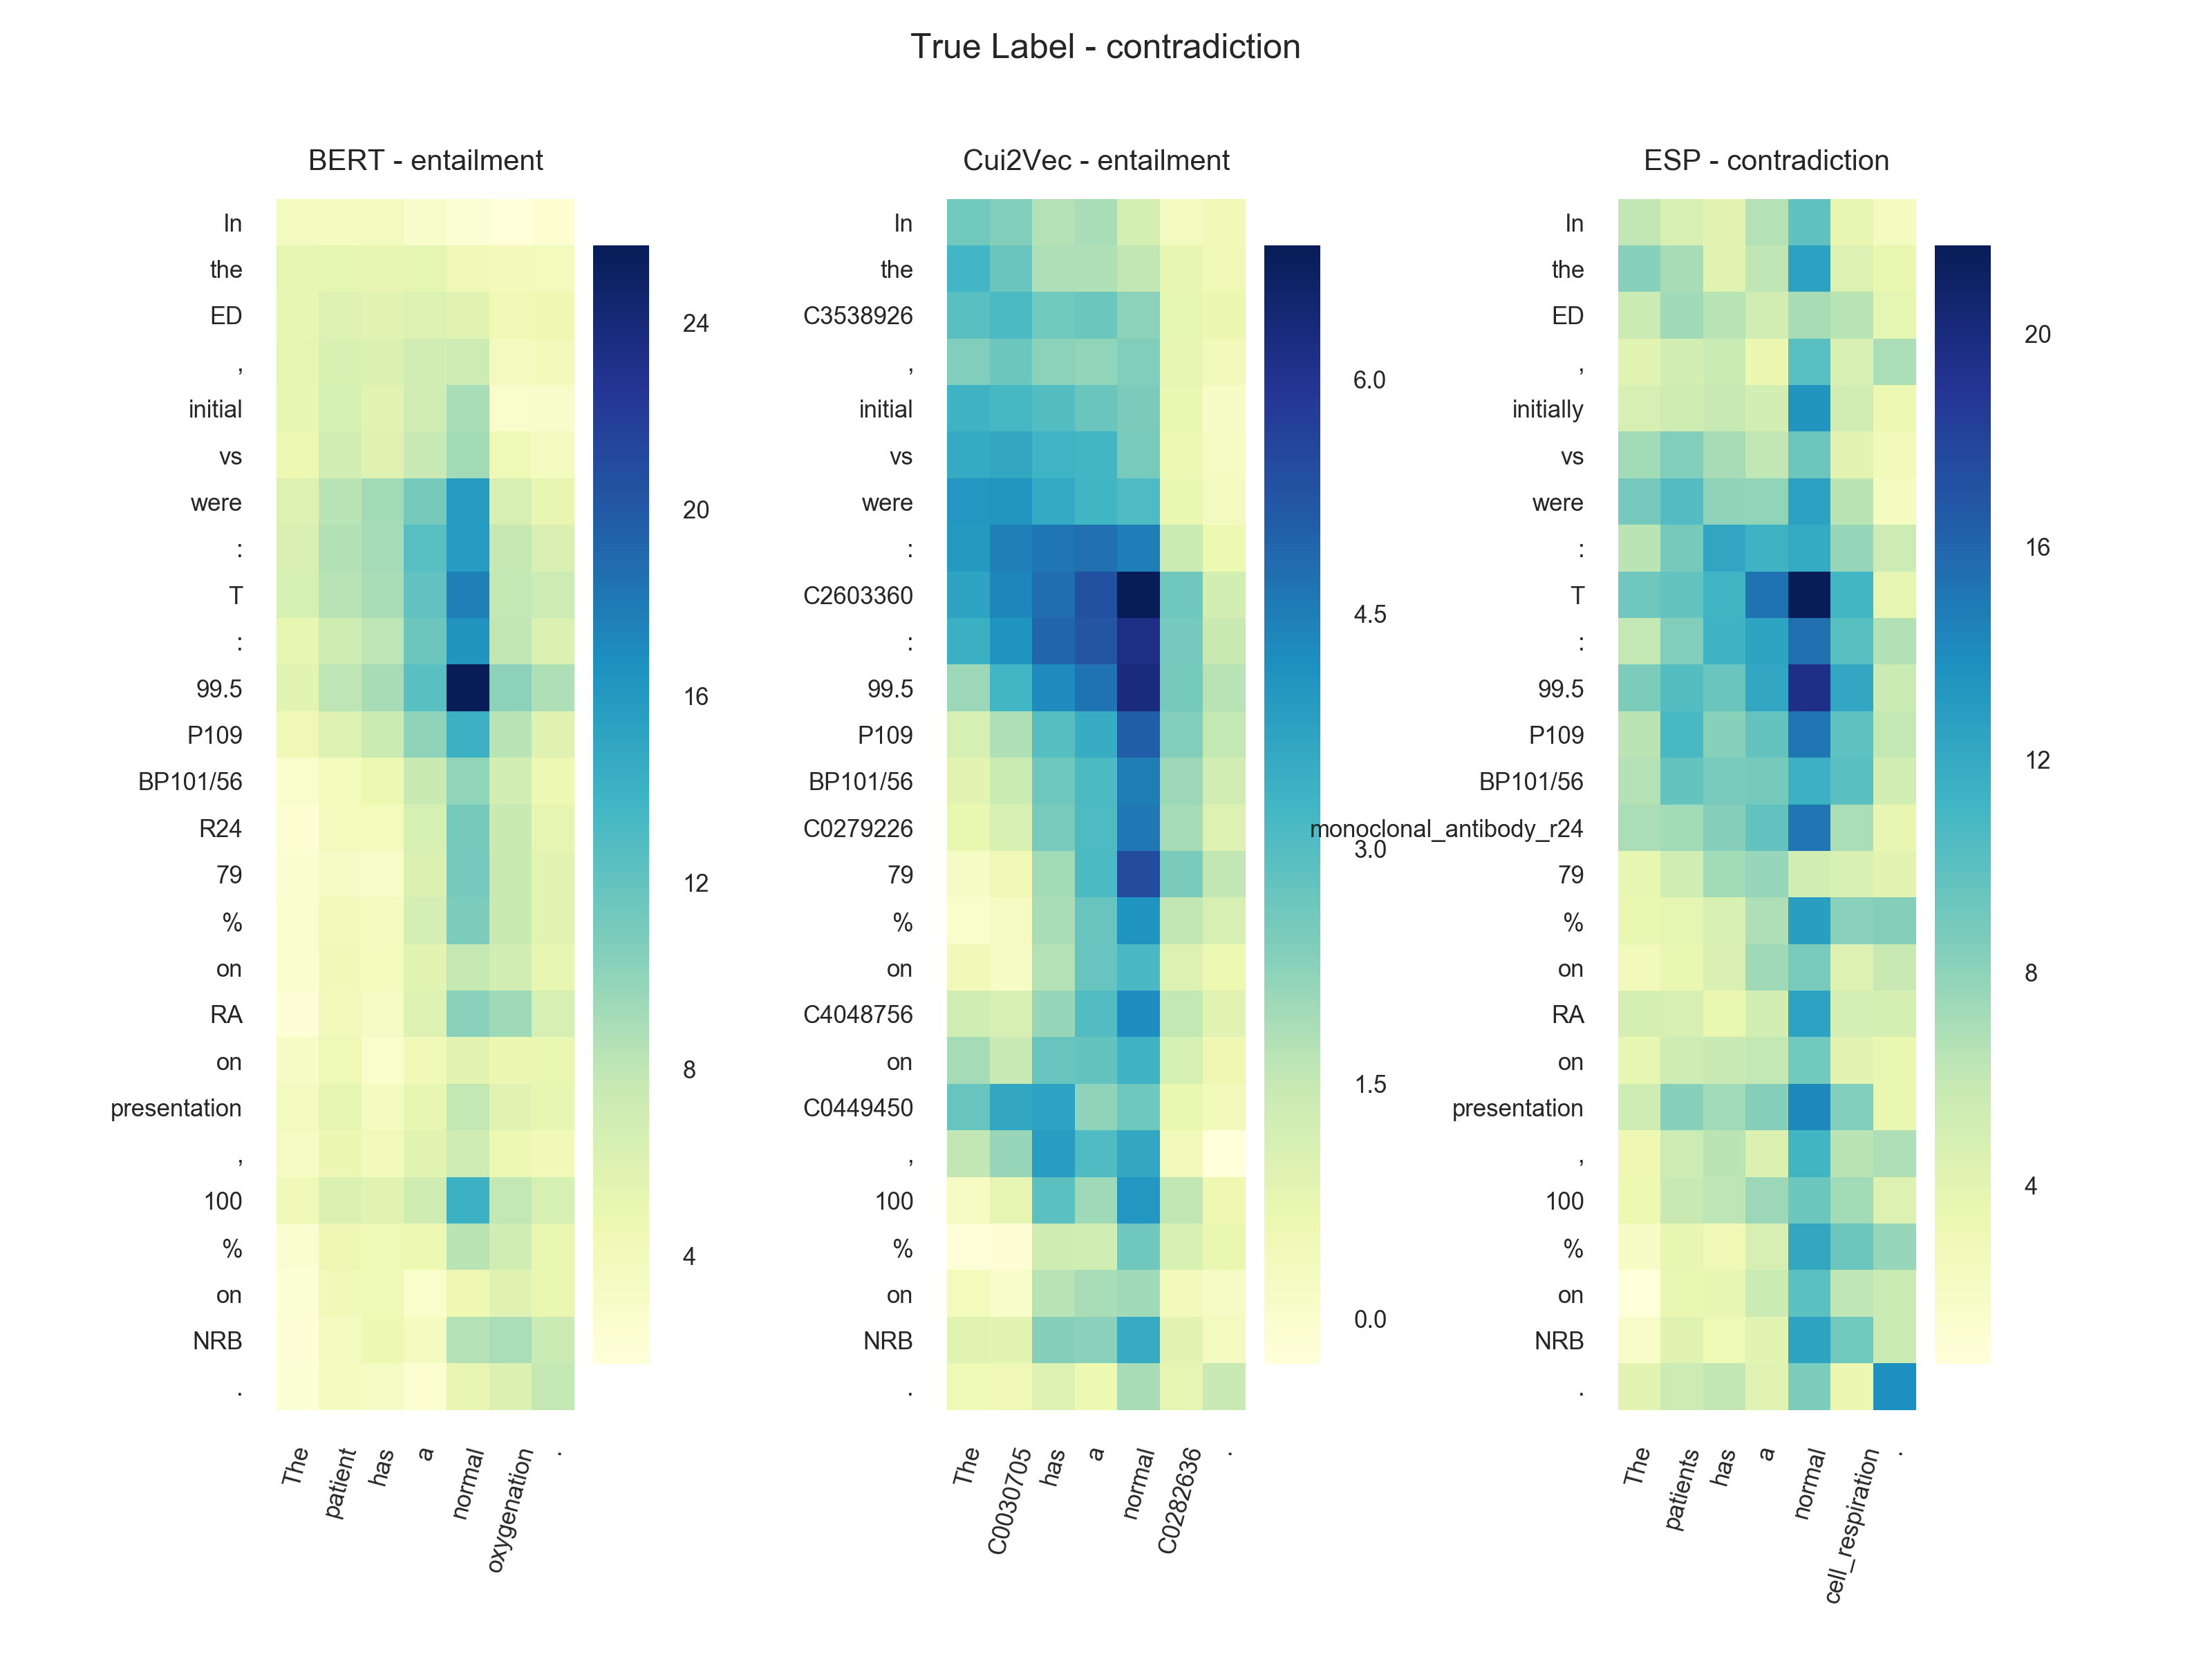 True Label - contradiction
BERT - entailment
In
the
ED
,
initial
vs
were
:
T
:
99.5
P109
BP101/56
R24
79
%
on
RA
on
presentation
,
100
%
on
NRB
.
The
patient
has
a
normal
oxygenation
.
24
20
16
12
8
4
Cui2Vec - entailment
In
the
C3538926
,
initial
vs
were
:
C2603360
:
99.5
P109
BP101/56
C0279226
79
%
on
C4048756
on
C0449450
,
100
%
on
NRB
.
The
C0030705
has
a
normal
C0282636
.
6.0
4.5
3.0
1.5
0.0
ESP - contradiction
In
the
ED
,
initially
vs
were
:
T
:
99.5
P109
BP101/56
monoclonal_antibody_r24
79
%
on
RA
on
presentation
,
100
%
on
NRB
.
The
patients
has
a
normal
cell_respiration
.
20
16
12
8
4